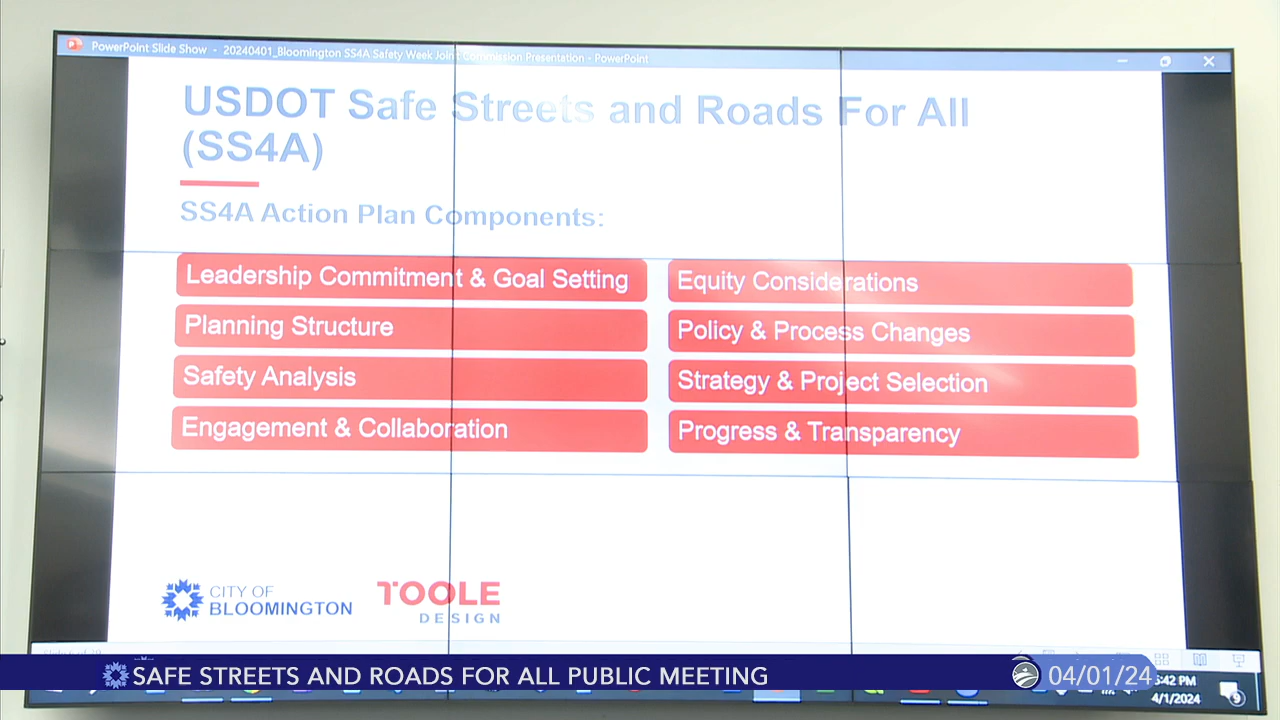 PowerPoint Slide Show - 20240401_Bloomington SS4A Safety Week Joint Commission Presentation - PowerPoint
USDOT Safe Streets and Roads For All
(SS4A)
SS4A Action Plan Components:
Leadership Commitment & Goal Setting
Planning Structure
Safety Analysis
Engagement & Collaboration
Equity Considerations
Policy & Process Changes
Strategy & Project Selection
Progress & Transparency
CITY OF
BLOOMINGTON
TOOLE
DESIGN
SAFE STREETS AND ROADS FOR ALL PUBLIC MEETING
04/01/24
:42 PM
4/1/2024
9